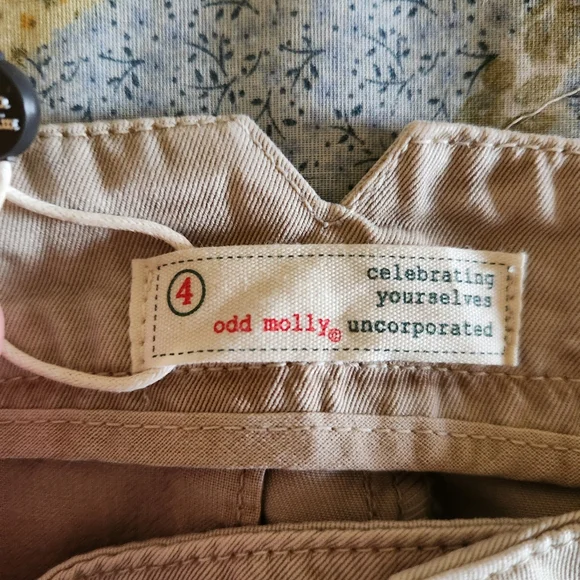 4
celebrating
yourselves
odd molly® uncorporated